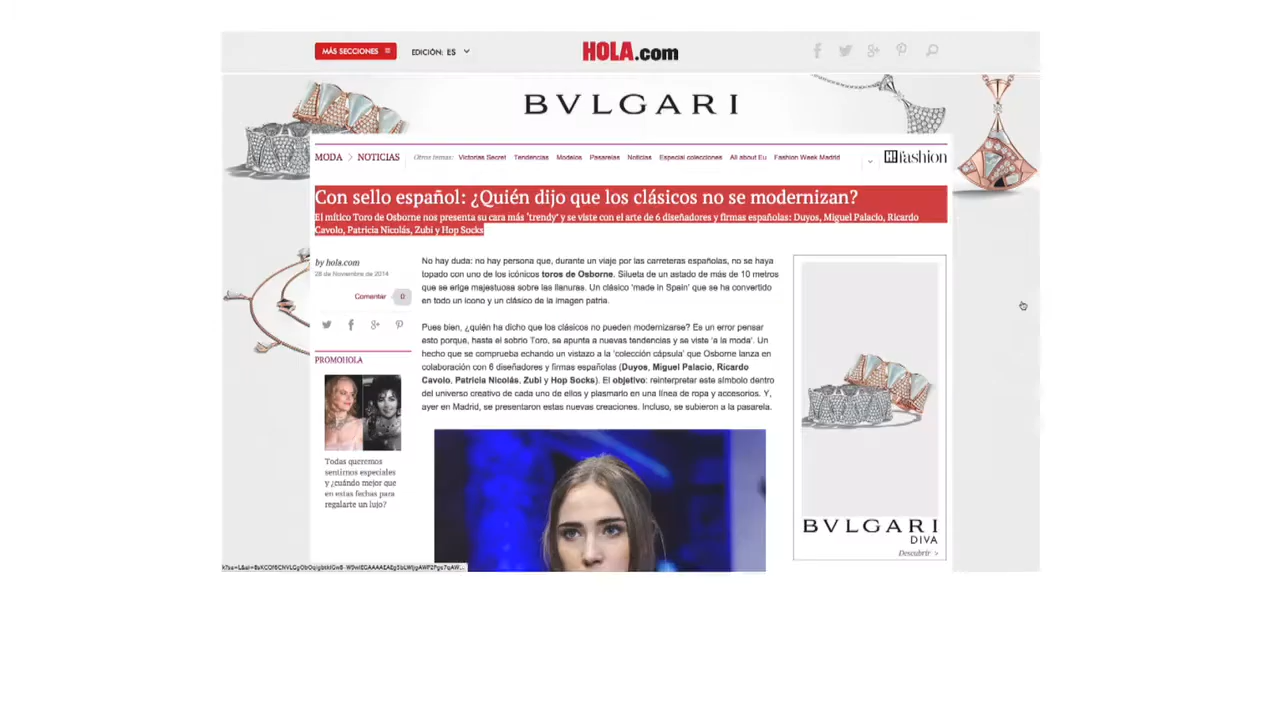 MÁS SECCIONES
EDICIÓN: ES
HOLA.com
BVLGARI
MODA > NOTICIAS
Otros temas: Victorias Secret Tendencias Modelos Pasarelas Noticias Especial colecciones All about Eu Fashion Week Madrid
H! fashion
Con sello español: ¿Quién dijo que los clásicos no se modernizan?
El mítico Toro de Osborne nos presenta su cara más 'trendy' y se viste con el arte de 6 diseñadores y firmas españolas: Duyos, Miguel Palacio, Ricardo
Cavolo, Patricia Nicolás, Zubi y Hop Socks
by hola.com
28 de Noviembre de 2014
Comentar 0
PROMOHOLA
Todas queremos
sentirnos especiales
y ¿cuándo mejor que
en estas fechas para
regalarte un lujo?
No hay duda: no hay persona que, durante un viaje por las carreteras españolas, no se haya
topado con uno de los icónicos toros de Osborne. Silueta de un astado de más de 10 metros
que se erige majestuosa sobre las llanuras. Un clásico 'made in Spain' que se ha convertido
en todo un icono y un clásico de la imagen patria.
Pues bien, ¿quién ha dicho que los clásicos no pueden modernizarse? Es un error pensar
esto porque, hasta el sobrio Toro, se apunta a nuevas tendencias y se viste 'a la moda'. Un
hecho que se comprueba echando un vistazo a la 'colección cápsula' que Osborne lanza en
colaboración con 6 diseñadores y firmas españolas (Duyos, Miguel Palacio, Ricardo
Cavolo, Patricia Nicolás, Zubi y Hop Socks). El objetivo: reinterpretar este símbolo dentro
del universo creativo de cada uno de ellos y plasmarlo en una línea de ropa y accesorios. Y,
ayer en Madrid, se presentaron estas nuevas creaciones. Incluso, se subieron a la pasarela.
BVLGARI
DIVA
Descubrir >